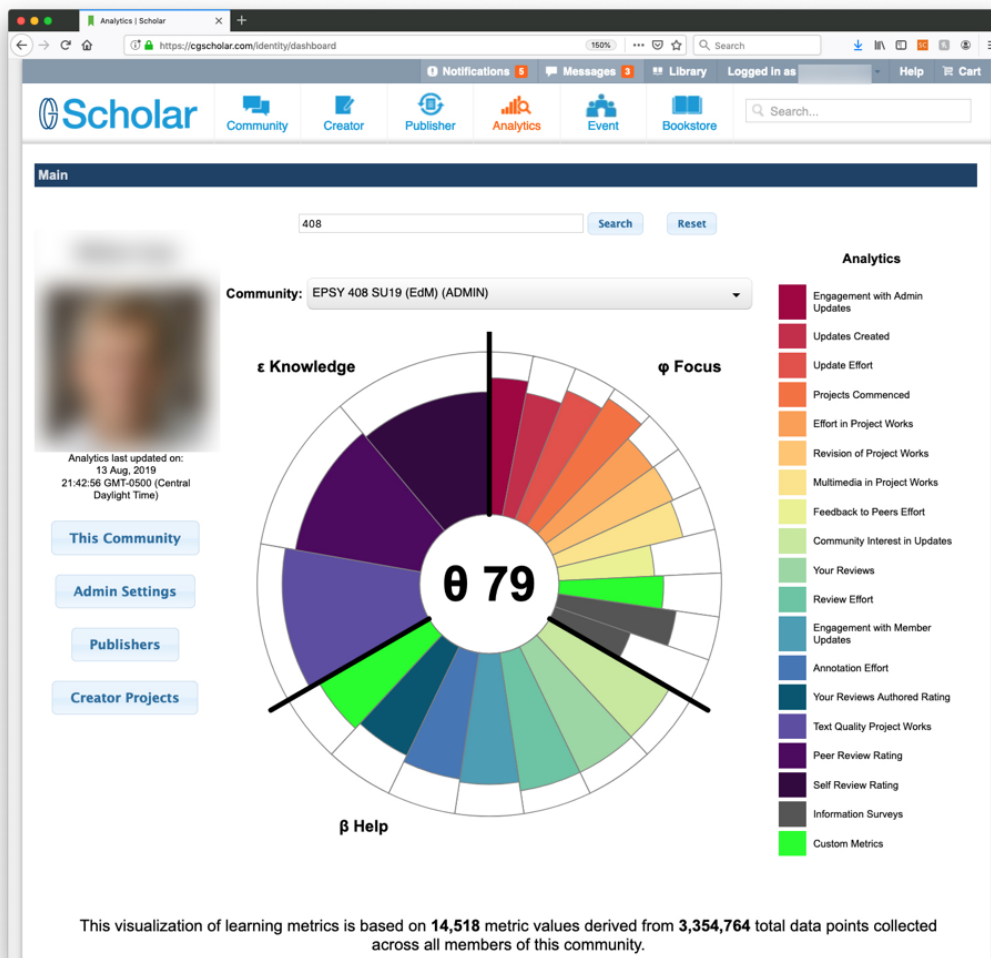 Analytics | Scholar
https://cgscholar.com/identity/dashboard
150%
Search
Notifications 5
Messages 3
Library
Logged in as
Help
Cart
CG Scholar
Community
Creator
Publisher
Analytics
Event
Bookstore
Search...
Main
408
Search
Reset
Community:
EPSY 408 SU19 (EdM) (ADMIN)
Analytics last updated on:
13 Aug, 2019
21:42:56 GMT-0500 (Central
Daylight Time)
This Community
Admin Settings
Publishers
Creator Projects
ε Knowledge
φ Focus
θ 79
β Help
Analytics
Engagement with Admin
Updates
Updates Created
Update Effort
Projects Commenced
Effort in Project Works
Revision of Project Works
Multimedia in Project Works
Feedback to Peers Effort
Community Interest in Updates
Your Reviews
Review Effort
Engagement with Member
Updates
Annotation Effort
Your Reviews Authored Rating
Text Quality Project Works
Peer Review Rating
Self Review Rating
Information Surveys
Custom Metrics
This visualization of learning metrics is based on 14,518 metric values derived from 3,354,764 total data points collected
across all members of this community.